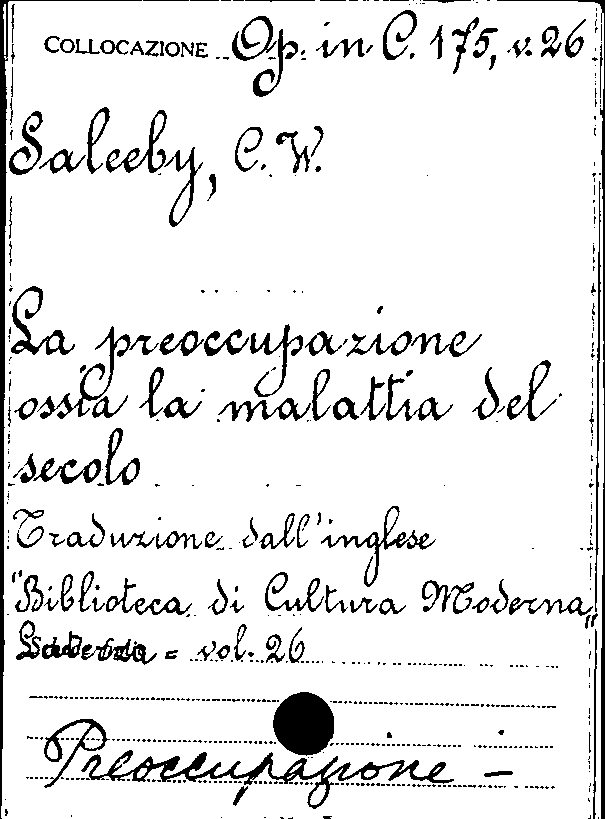 COLLOCAZIONE Op. in C. 175, v. 26
Saleeby, C. W.
La preoccupazione
ossia la malattia del
secolo
Traduzione dall'inglese
"Biblioteca di Cultura Moderna„
= vol. 26
Preoccupazione –